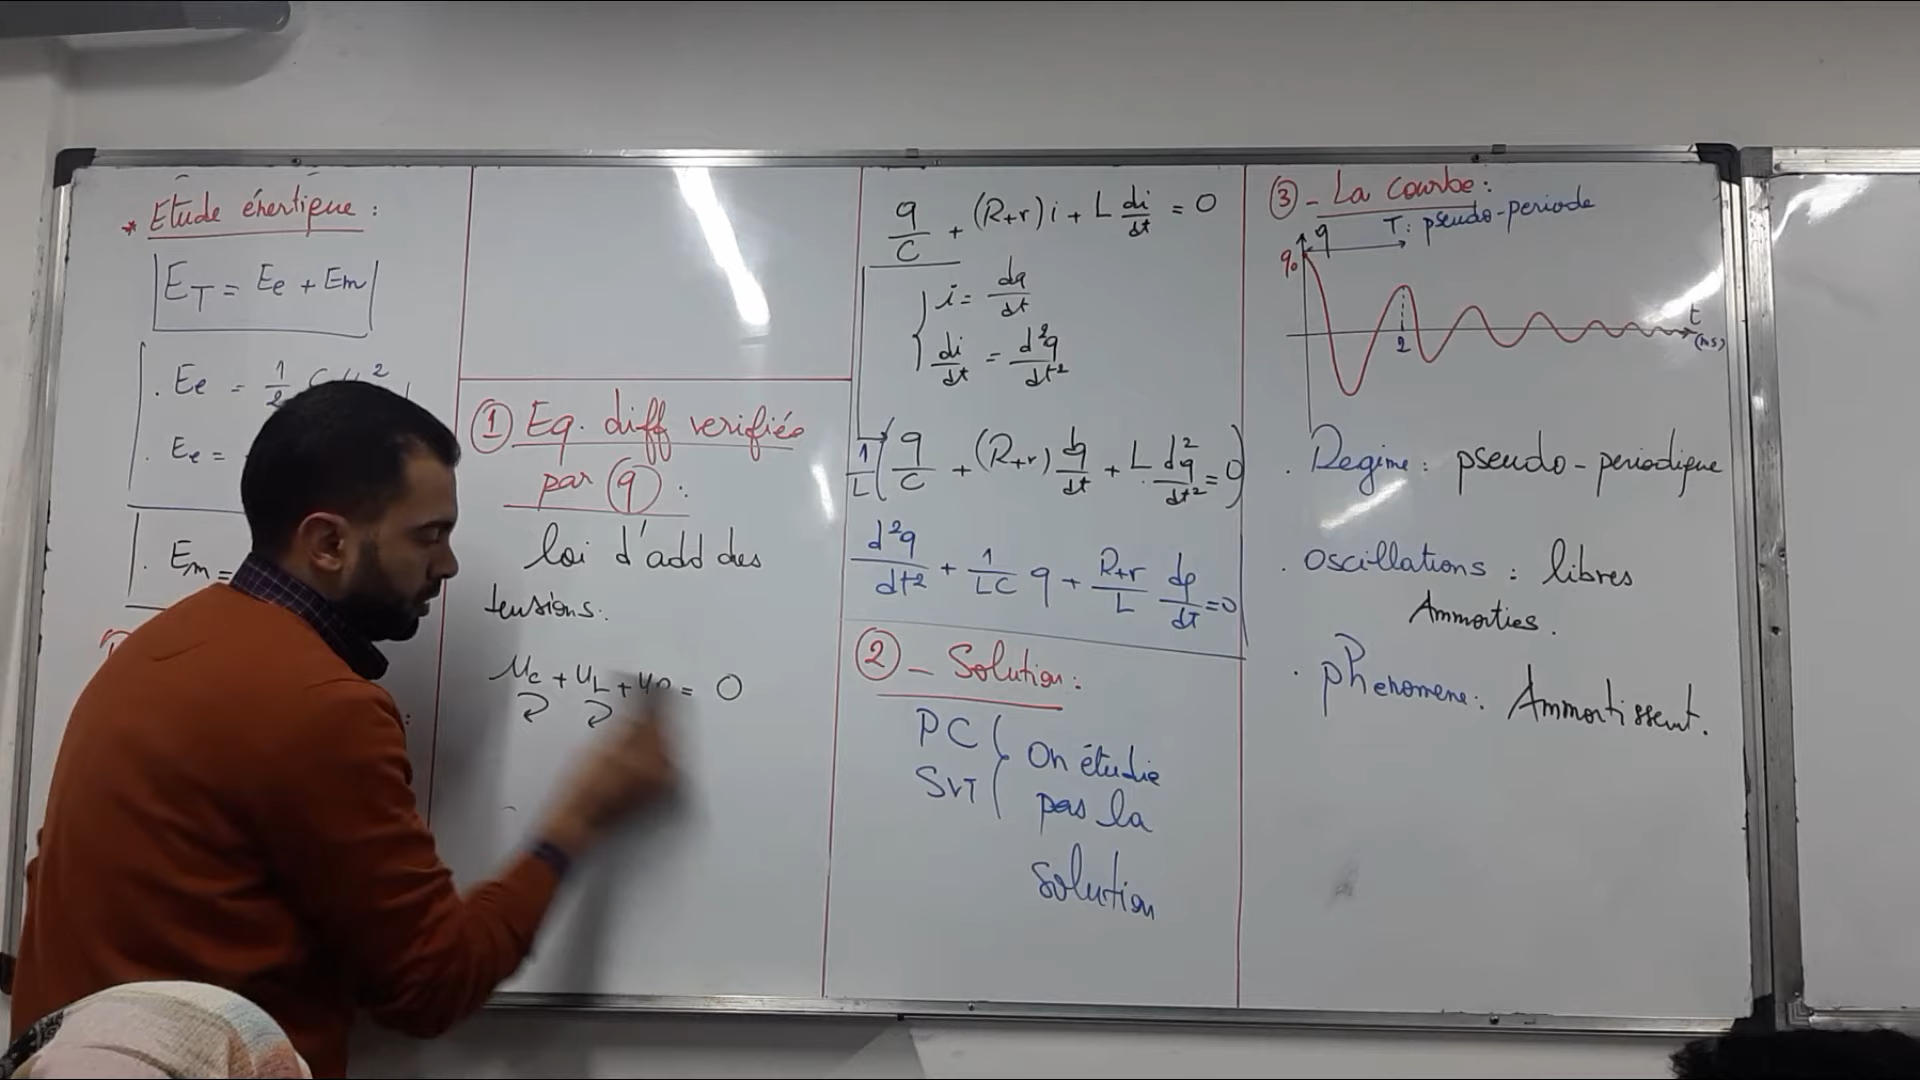 * Etude énertique :
E_T = Ee + Em
. Ee = 1/2 C u²
. Ee =
. Em =
① Eq. diff verifiée
par q :
loi d'add des
tensions.
u_C + u_L + u_R = 0
q/C + (R+r) i + L di/dt = 0
i = dq/dt
di/dt = d²q/dt²
1/L ( q/C + (R+r) dq/dt + L d²q/dt² = 0 )
d²q/dt² + 1/LC q + R+r/L dq/dt = 0
② - Solution :
PC
SVT
On étudie
pas la
solution
③ - La courbe :
T : pseudo-periode
q
q₀
2
t
(ms)
. Regime : pseudo-periodique
. oscillations : libres
Ammorties.
. pHenomene : Ammortissent.